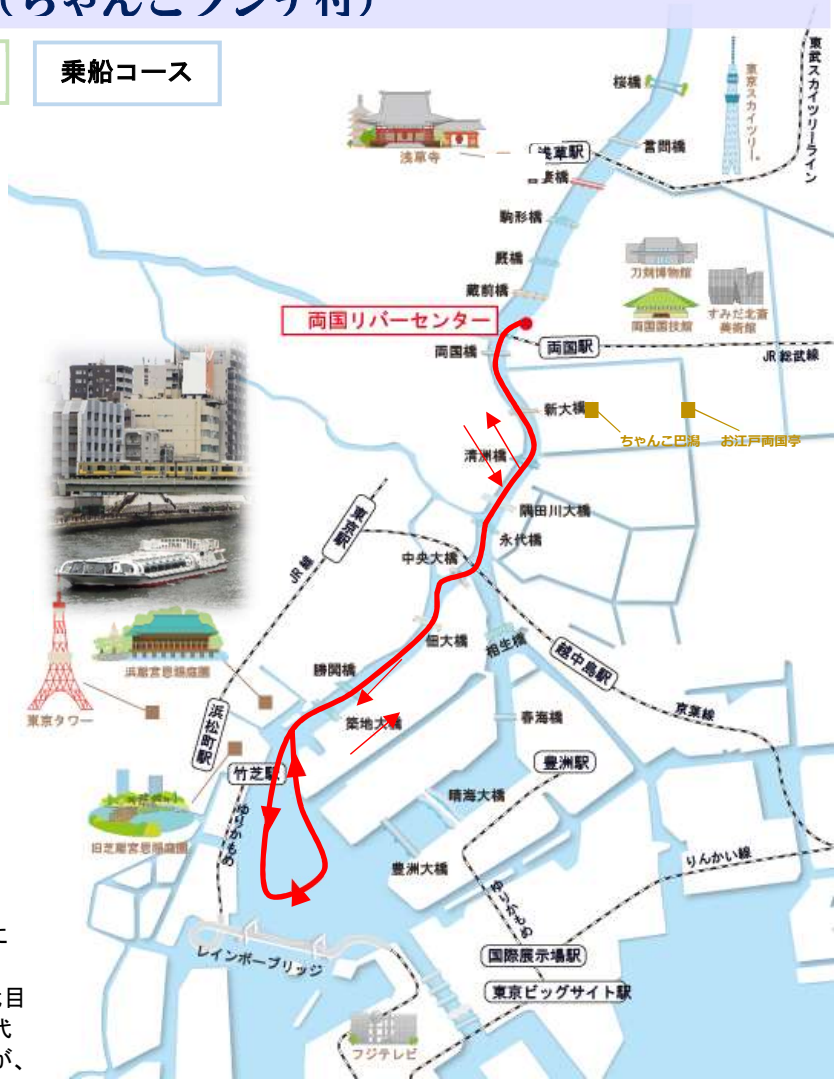 （ちゃんこランチ付）
乗船コース
東武スカイツリーライン
桜橋
東京スカイツリー®
言問橋
浅草駅
浅草寺
妻橋
駒形橋
厩橋
蔵前橋
刀剣博物館
両国国技館
すみだ北斎
美術館
両国リバーセンター
両国橋
両国駅
JR 総武線
新大橋
ちゃんこ巴潟
お江戸両国亭
清洲橋
隅田川大橋
東京駅
永代橋
中央大橋
JR線
佃大橋
相生橋
越中島駅
浜離宮恩賜庭園
勝鬨橋
東京タワー
浜松町駅
築地大橋
春海橋
京葉線
竹芝駅
豊洲駅
晴海大橋
旧芝離宮恩賜庭園
ゆりかもめ
豊洲大橋
りんかい線
ゆりかもめ
レインボーブリッジ
国際展示場駅
東京ビッグサイト駅
フジテレビ
に
目
代
が、